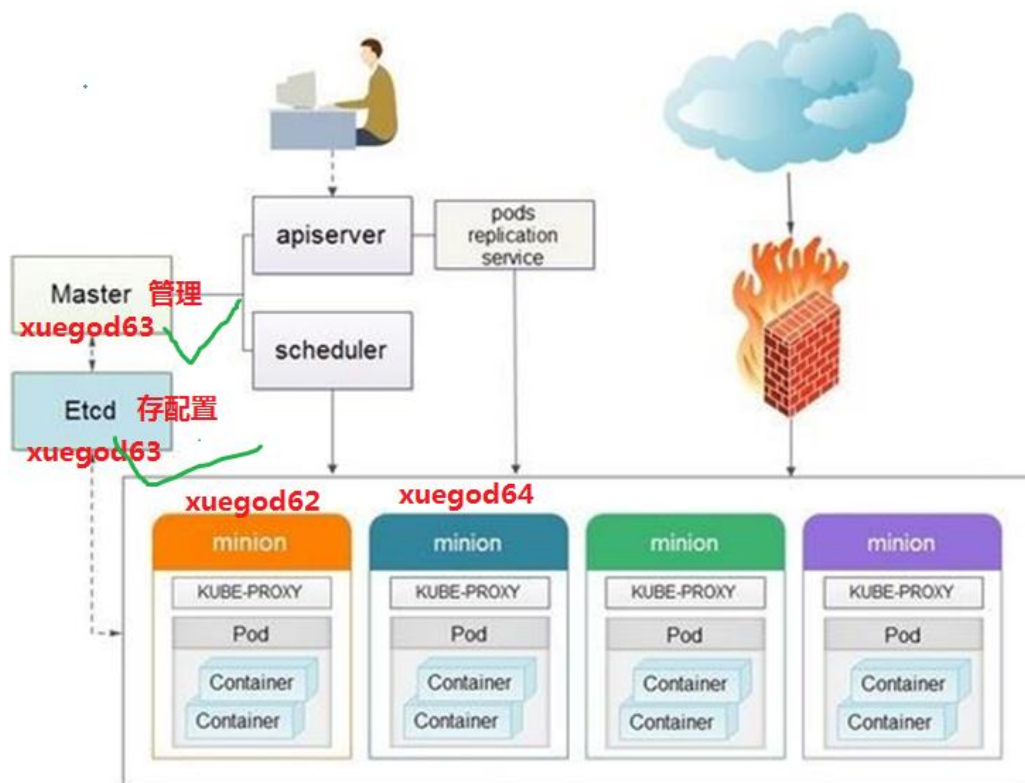 apiserver
pods
replication
service
Master 管理
xuegod63
scheduler
Etcd 存配置
xuegod63
xuegod62
xuegod64
minion
minion
minion
minion
KUBE-PROXY
KUBE-PROXY
KUBE-PROXY
KUBE-PROXY
Pod
Pod
Pod
Pod
Container
Container
Container
Container
Container
Container
Container
Container